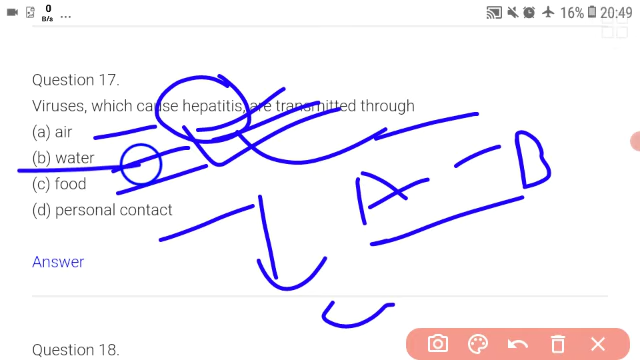 0
B/s ... 16% 20:49
Question 17.
Viruses, which cause hepatitis, are transmitted through
(a) air
(b) water
(c) food
(d) personal contact
A - B
Answer
Question 18.